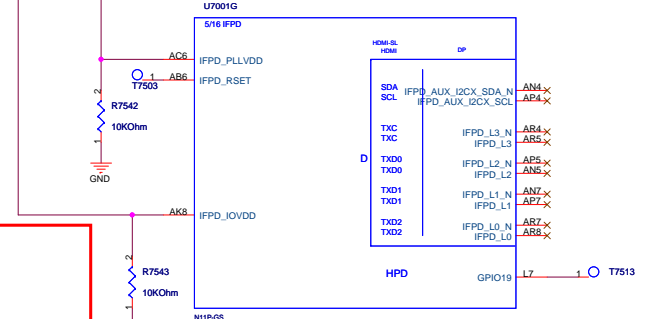 U7001G
5/16 IFPD
HDMI-SL
HDMI
DP
AC6
IFPD_PLLVDD
1
AB6
IFPD_RSET
T7503
SDA
IFPD_AUX_I2CX_SDA_N
AN4
SCL
IFPD_AUX_I2CX_SCL
AP4
2
R7542
10KOhm
1
GND
TXC
IFPD_L3_N
AR4
TXC
IFPD_L3
AR5
D
TXD0
IFPD_L2_N
AP5
TXD0
IFPD_L2
AN5
TXD1
IFPD_L1_N
AN7
TXD1
IFPD_L1
AP7
AK8
IFPD_IOVDD
TXD2
IFPD_L0_N
AR7
TXD2
IFPD_L0
AR8
2
R7543
10KOhm
1
HPD
GPIO19
L7
1
T7513
N11P-GS